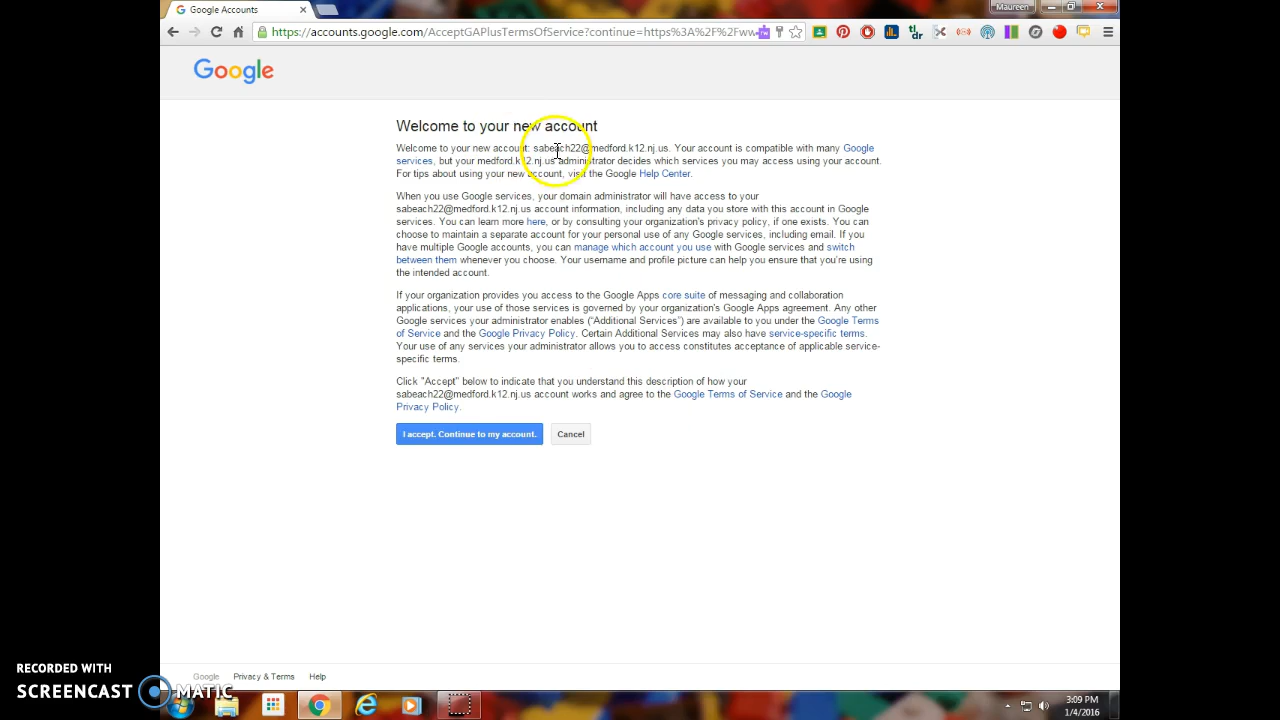 Google Accounts
Maureen
https://accounts.google.com/AcceptGAPlusTermsOfService?continue=https%3A%2F%2Fww
tl;dr
Google
Welcome to your new account
Welcome to your new account: sabeach22@medford.k12.nj.us. Your account is compatible with many Google
services, but your medford.k12.nj.us administrator decides which services you may access using your account.
For tips about using your new account, visit the Google Help Center.
When you use Google services, your domain administrator will have access to your
sabeach22@medford.k12.nj.us account information, including any data you store with this account in Google
services. You can learn more here, or by consulting your organization's privacy policy, if one exists. You can
choose to maintain a separate account for your personal use of any Google services, including email. If you
have multiple Google accounts, you can manage which account you use with Google services and switch
between them whenever you choose. Your username and profile picture can help you ensure that you're using
the intended account.
If your organization provides you access to the Google Apps core suite of messaging and collaboration
applications, your use of those services is governed by your organization's Google Apps agreement. Any other
Google services your administrator enables ("Additional Services") are available to you under the Google Terms
of Service and the Google Privacy Policy. Certain Additional Services may also have service-specific terms.
Your use of any services your administrator allows you to access constitutes acceptance of applicable service-
specific terms.
Click "Accept" below to indicate that you understand this description of how your
sabeach22@medford.k12.nj.us account works and agree to the Google Terms of Service and the Google
Privacy Policy.
I accept. Continue to my account.
Cancel
Google Privacy & Terms Help
RECORDED WITH
SCREENCAST MATIC
3:09 PM
1/4/2016